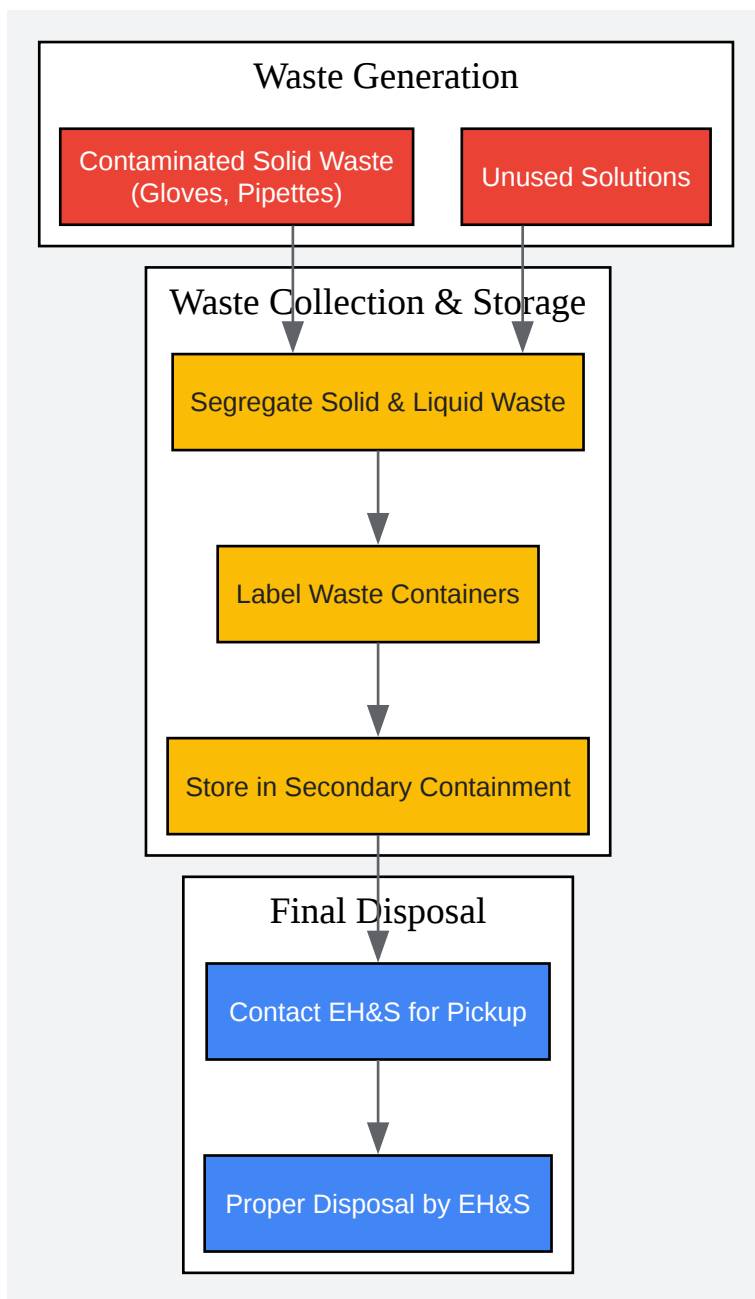 Waste Generation
Contaminated Solid Waste
(Gloves, Pipettes)
Unused Solutions
Waste Collection & Storage
Segregate Solid & Liquid Waste
Label Waste Containers
Store in Secondary Containment
Final Disposal
Contact EH&S for Pickup
Proper Disposal by EH&S